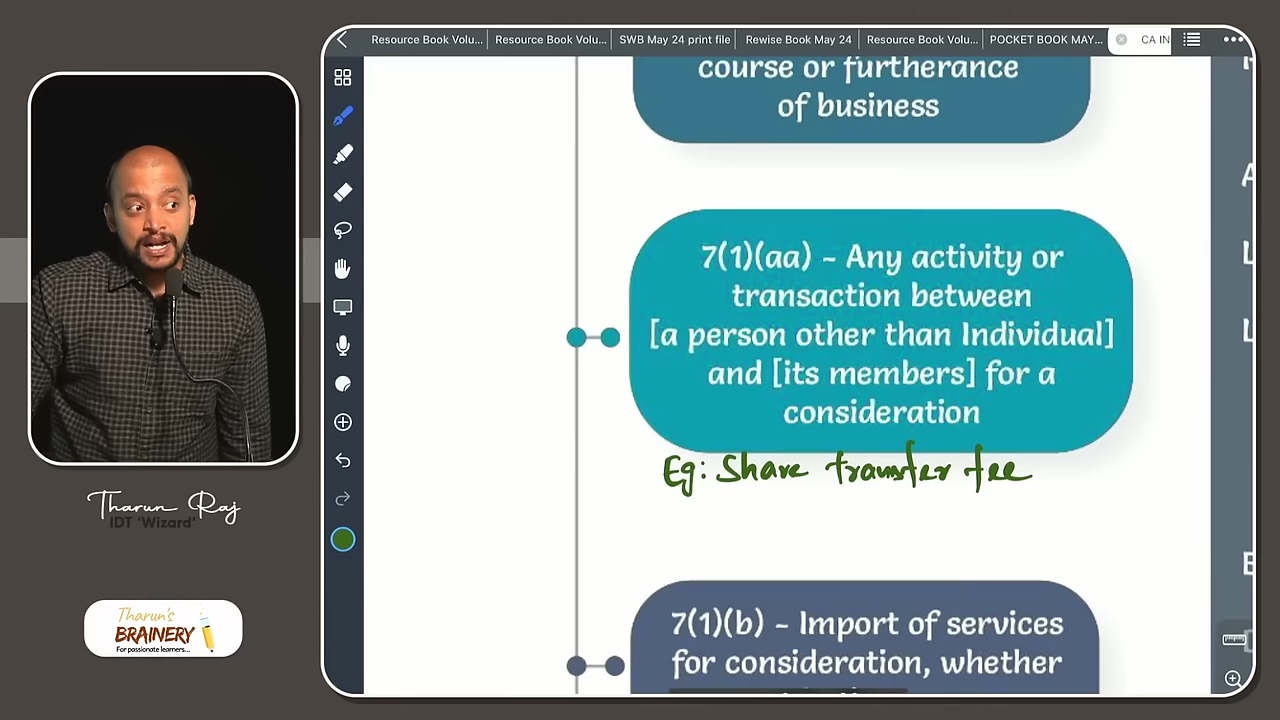 Resource Book Volu...
Resource Book Volu...
SWB May 24 print file
Rewise Book May 24
Resource Book Volu...
POCKET BOOK MAY...
CA IN
course or furtherance
of business
7(1)(aa) - Any activity or
transaction between
[a person other than Individual]
and [its members] for a
consideration
Eg: Share transfer fee
7(1)(b) - Import of services
for consideration, whether
Tharun Raj
IDT 'Wizard'
Tharun's
BRAINERY
For passionate learners...